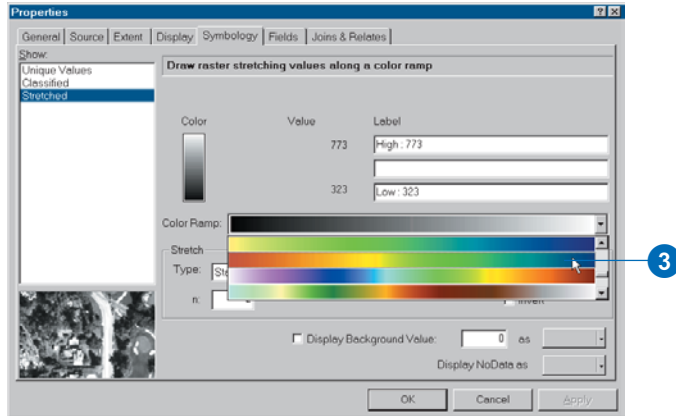 Properties
General Source Extent Display Symbology Fields Joins & Relates
Show:
Unique Values
Classified
Stretched
Draw raster stretching values along a color ramp
Color Value Label
773 High : 773
323 Low : 323
Color Ramp:
Stretch
Type:
n:
Invert
3
Display Background Value: 0 as
Display NoData as
OK Cancel Apply